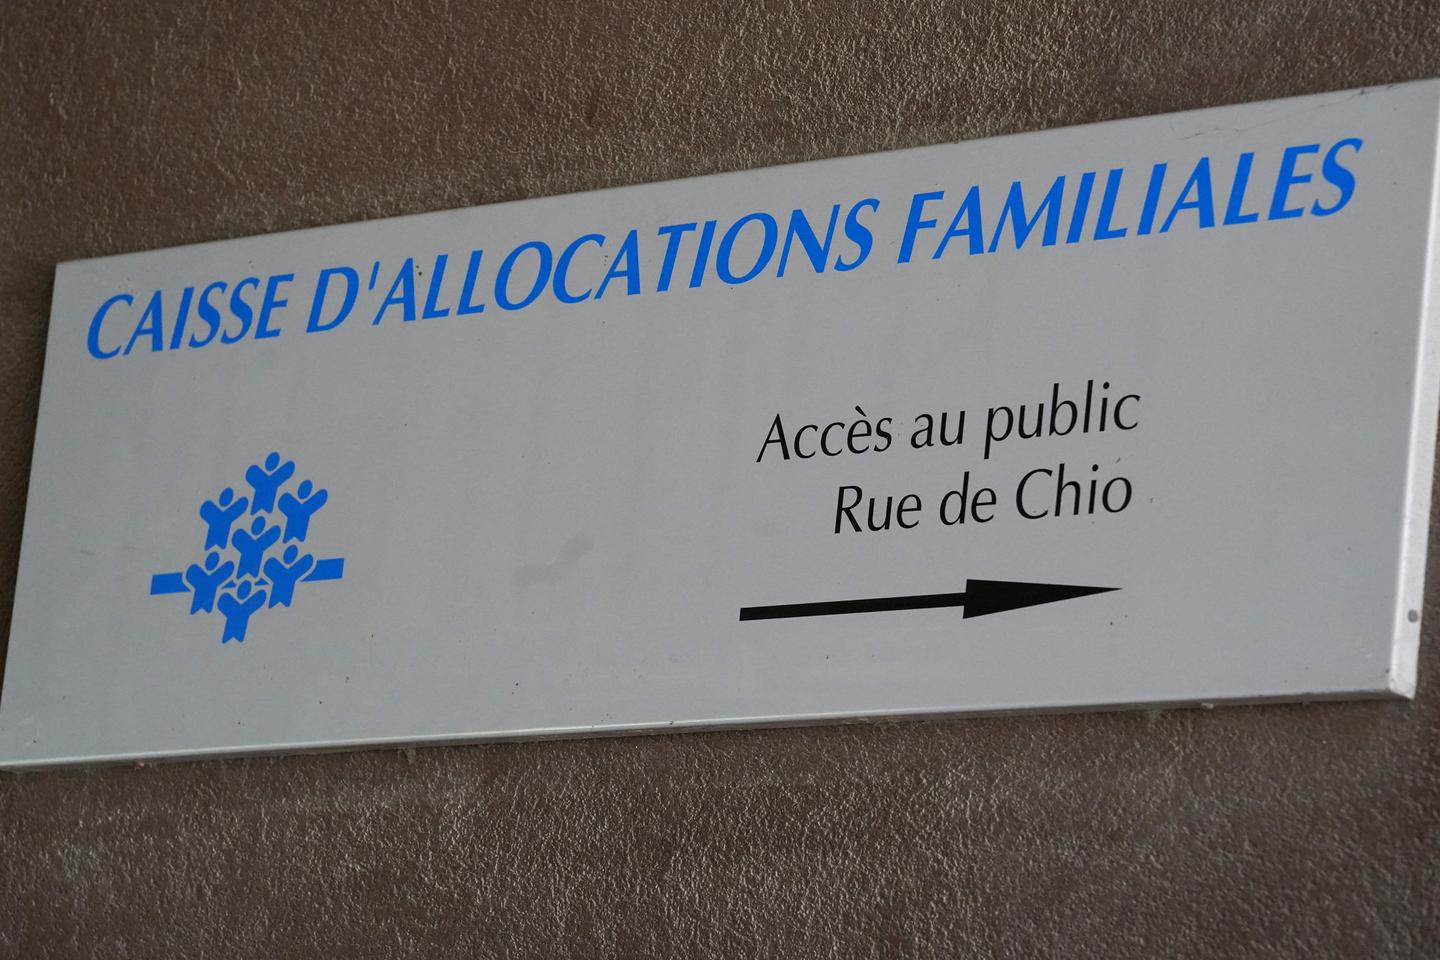 CAISSE D'ALLOCATIONS FAMILIALES
Accès au public
Rue de Chio